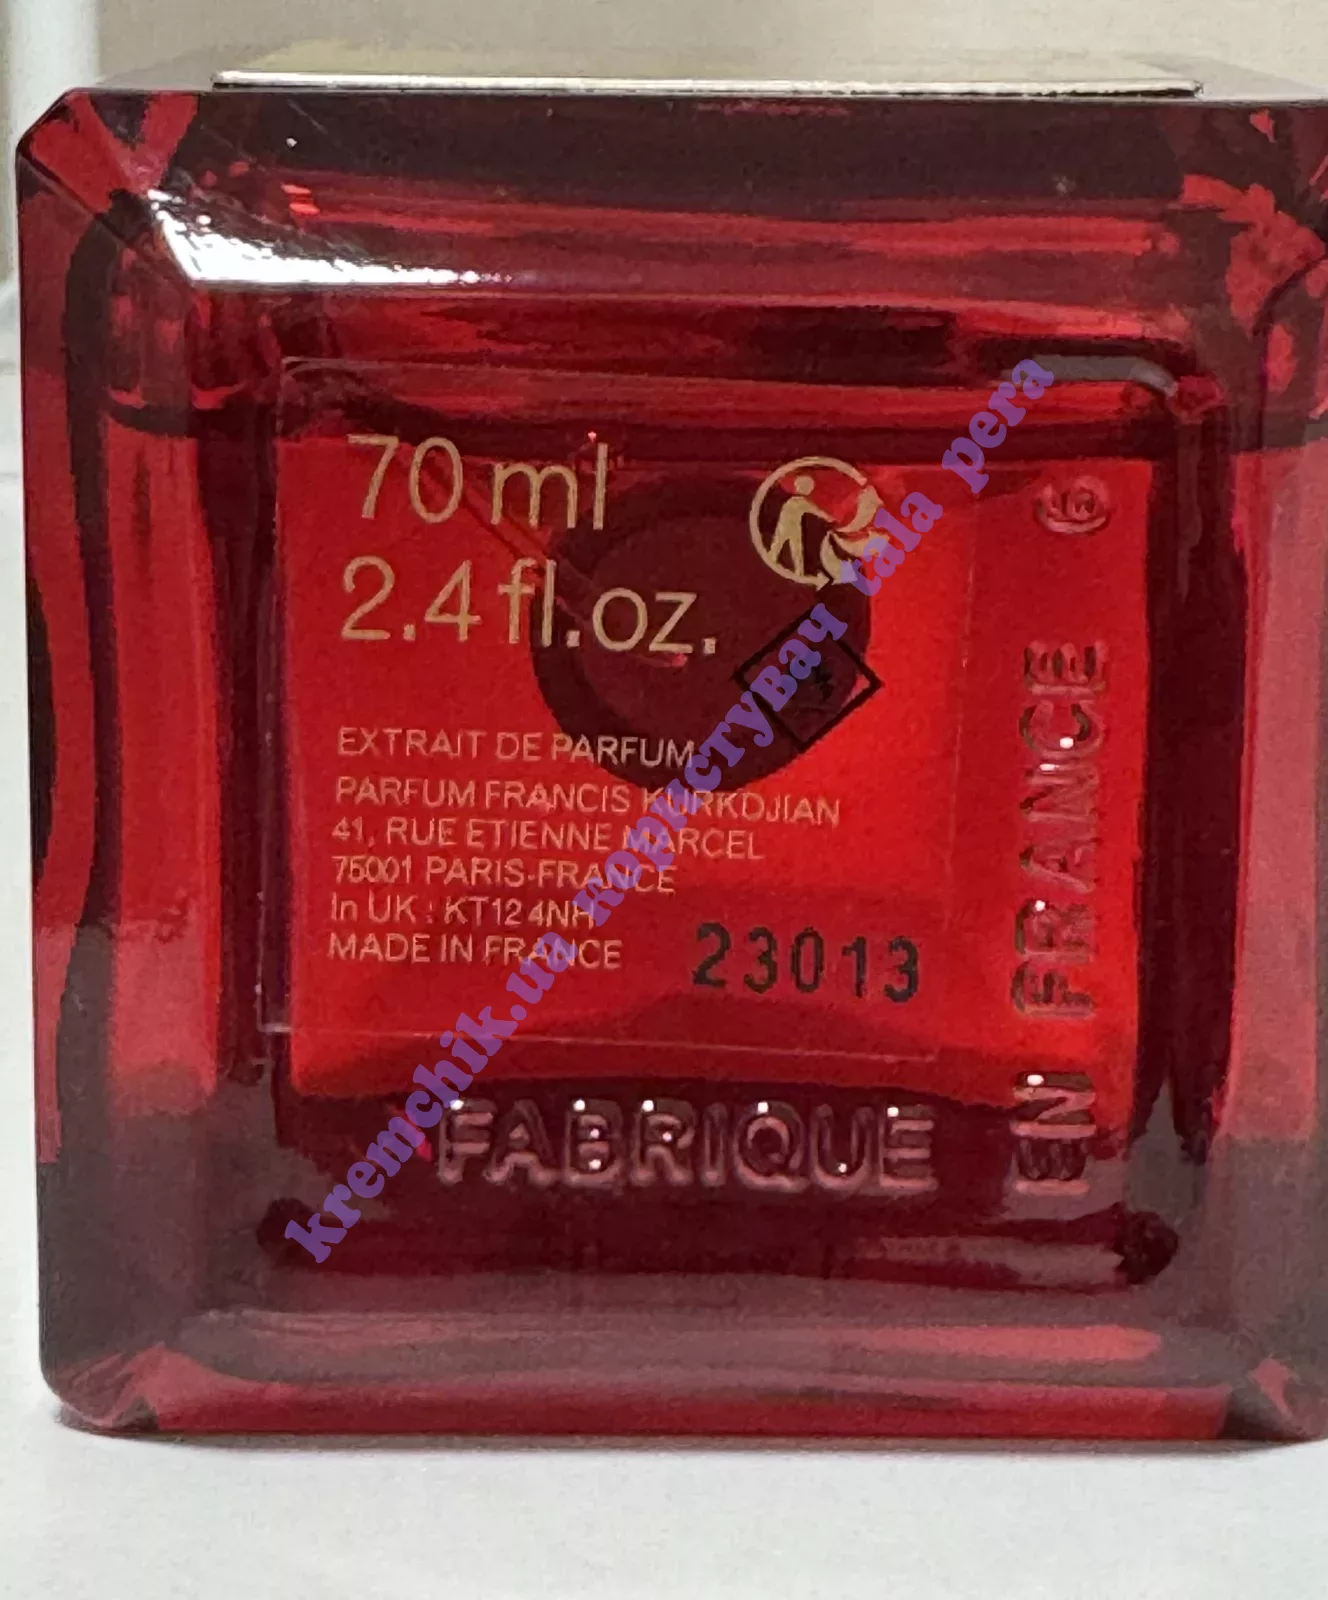 70 ml
2.4 fl.oz.
EXTRAIT DE PARFUM
PARFUM FRANCIS KURKDJIAN
41, RUE ETIENNE MARCEL
75001 PARIS-FRANCE
In UK : KT12 4NH
MADE IN FRANCE
23013
FABRIQUE
EN FRANCE
6
kremchik.ua користувач tala pera